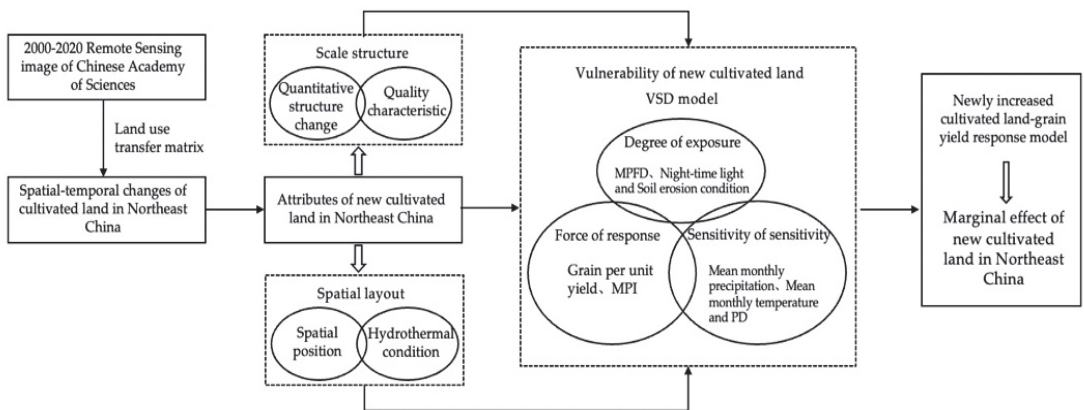 2000-2020 Remote Sensing
image of Chinese Academy
of Sciences
Land use
transfer matrix
Spatial-temporal changes of
cultivated land in Northeast
China
Scale structure
Quantitative
structure
change
Quality
characteristic
Attributes of new cultivated
land in Northeast China
Spatial layout
Spatial
position
Hydrothermal
condition
Vulnerability of new cultivated land
VSD model
Degree of exposure
MPFD、Night-time light
and Soil erosion condition
Force of response
Grain per unit
yield、MPI
Sensitivity of sensitivity
Mean monthly
precipitation、Mean
monthly temperature
and PD
Newly increased
cultivated land-grain
yield response model
Marginal effect of
new cultivated
land in Northeast
China